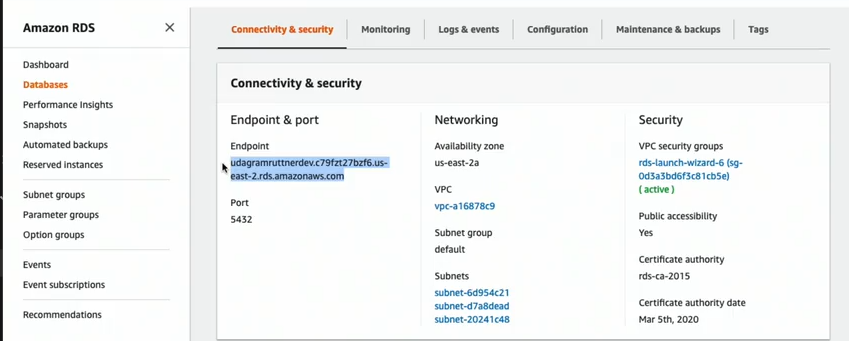 Amazon RDS
Dashboard
Databases
Performance Insights
Snapshots
Automated backups
Reserved instances
Subnet groups
Parameter groups
Option groups
Events
Event subscriptions
Recommendations
Connectivity & security
Monitoring
Logs & events
Configuration
Maintenance & backups
Tags
Connectivity & security
Endpoint & port
Endpoint
udagramruttnerdev.c79fzt27bzf6.us-
east-2.rds.amazonaws.com
Port
5432
Networking
Availability zone
us-east-2a
VPC
vpc-a16878c9
Subnet group
default
Subnets
subnet-6d954c21
subnet-d7a8dead
subnet-20241c48
Security
VPC security groups
rds-launch-wizard-6 (sg-
0d3a3bd6f3c81cb5e)
( active )
Public accessibility
Yes
Certificate authority
rds-ca-2015
Certificate authority date
Mar 5th, 2020